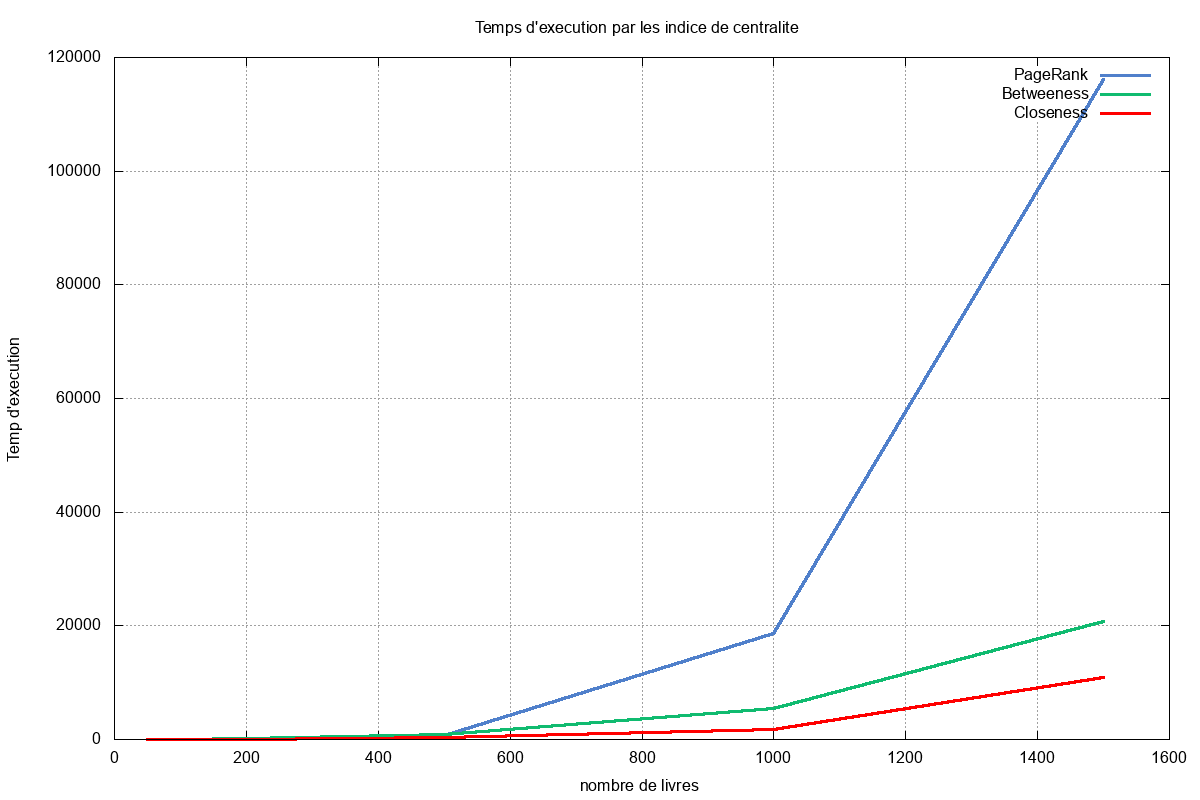 Temps d'execution par les indice de centralite
120000
100000
80000
60000
40000
20000
0
Temp d'execution
PageRank
Betweeness
Closeness
0 200 400 600 800 1000 1200 1400 1600
nombre de livres